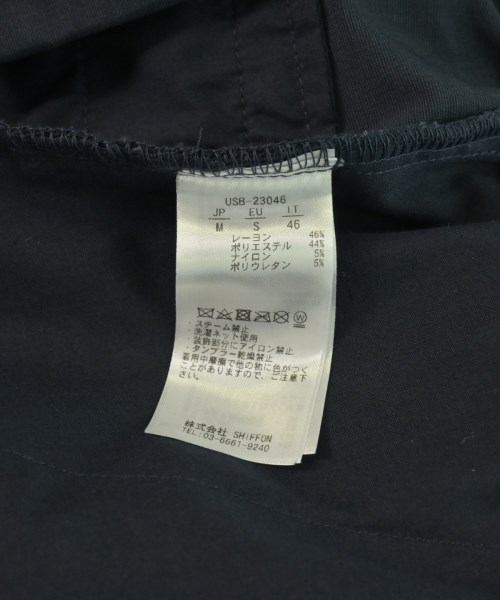 USB-23046
JP EU IT
M S 46
レーヨン 46%
ポリエステル 44%
ナイロン 5%
ポリウレタン 5%
W
・スチーム禁止
・洗濯ネット使用
・装飾部分にアイロン禁止
・タンブラー乾燥禁止
着用中摩擦で他の物に色がつく
ことがありますので、ご注意下
さい。
株式会社 SHIFFON
TEL:03-6661-9240